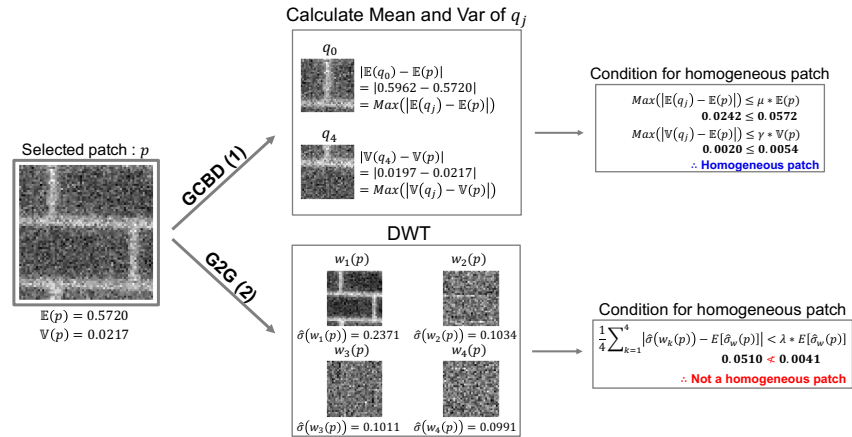 Calculate Mean and Var of q_j
q_0
|𝔼(q_0) − 𝔼(p)|
= |0.5962 − 0.5720|
= Max(|𝔼(q_j) − 𝔼(p)|)
q_4
|𝕍(q_4) − 𝕍(p)|
= |0.0197 − 0.0217|
= Max(|𝕍(q_j) − 𝕍(p)|)
Condition for homogeneous patch
Max(|𝔼(q_j) − 𝔼(p)|) ≤ μ ∗ 𝔼(p)
0.0242 ≤ 0.0572
Max(|𝕍(q_j) − 𝔼(p)|) ≤ γ ∗ 𝕍(p)
0.0020 ≤ 0.0054
∴ Homogeneous patch
Selected patch : p
𝔼(p) = 0.5720
𝕍(p) = 0.0217
GCBD (1)
G2G (2)
DWT
w_1(p) w_2(p)
σ̂(w_1(p)) = 0.2371 σ̂(w_2(p)) = 0.1034
w_3(p) w_4(p)
σ̂(w_3(p)) = 0.1011 σ̂(w_4(p)) = 0.0991
Condition for homogeneous patch
1/4 ∑_{k=1}^{4} |σ̂(w_k(p)) − E[σ̂_w(p)]| < λ ∗ E[σ̂_w(p)]
0.0510 ≮ 0.0041
∴ Not a homogeneous patch